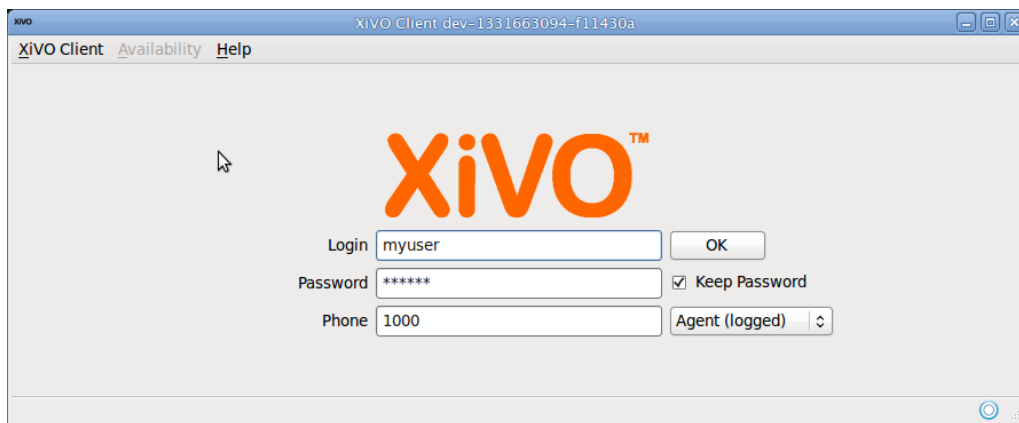 XiVO XiVO Client dev-1331663094-f11430a
XiVO Client Availability Help
XiVO™
Login myuser OK
Password ****** Keep Password
Phone 1000 Agent (logged)